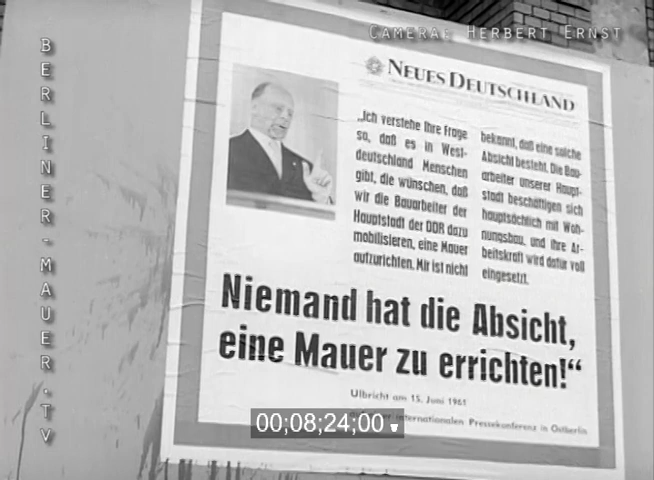 CAMERA: HERBERT ERNST
BERLINER-MAUER.TV
NEUES DEUTSCHLAND
„Ich verstehe Ihre Frage
so, daß es in West-
deutschland Menschen
gibt, die wünschen, daß
wir die Bauarbeiter der
Hauptstadt der DDR dazu
mobilisieren, eine Mauer
aufzurichten. Mir ist nicht
bekannt, daß eine solche
Absicht besteht. Die Bau-
arbeiter unserer Haupt-
stadt beschäftigen sich
hauptsächlich mit Woh-
nungsbau, und ihre Ar-
beitskraft wird dafür voll
eingesetzt.
Niemand hat die Absicht,
eine Mauer zu errichten!“
Ulbricht am 15. Juni 1961
internationalen Pressekonferenz in Ostberlin
00;08;24;00